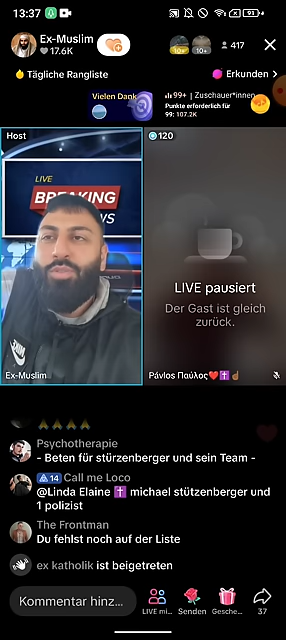 13:37
91%
Ex-Muslim
17.6K
10+
10+
417
Tägliche Rangliste
Erkunden
Vielen Dank
99+ | Zuschauer*innen
Punkte erforderlich für
99: 107.2K
Host
120
LIVE
BREAKING
NEWS
LIVE pausiert
Der Gast ist gleich
zurück.
Ex-Muslim
Pávlos Παύλος❤️✝️☝🏾
Psychotherapie
- Beten für stürzenberger und sein Team -
14 Call me Loco
@Linda Elaine ✝️ michael stützenberger und
1 polizist
The Frontman
Du fehlst noch auf der Liste
ex katholik ist beigetreten
Kommentar hinz...
LIVE mi...
Senden
Gesche...
37